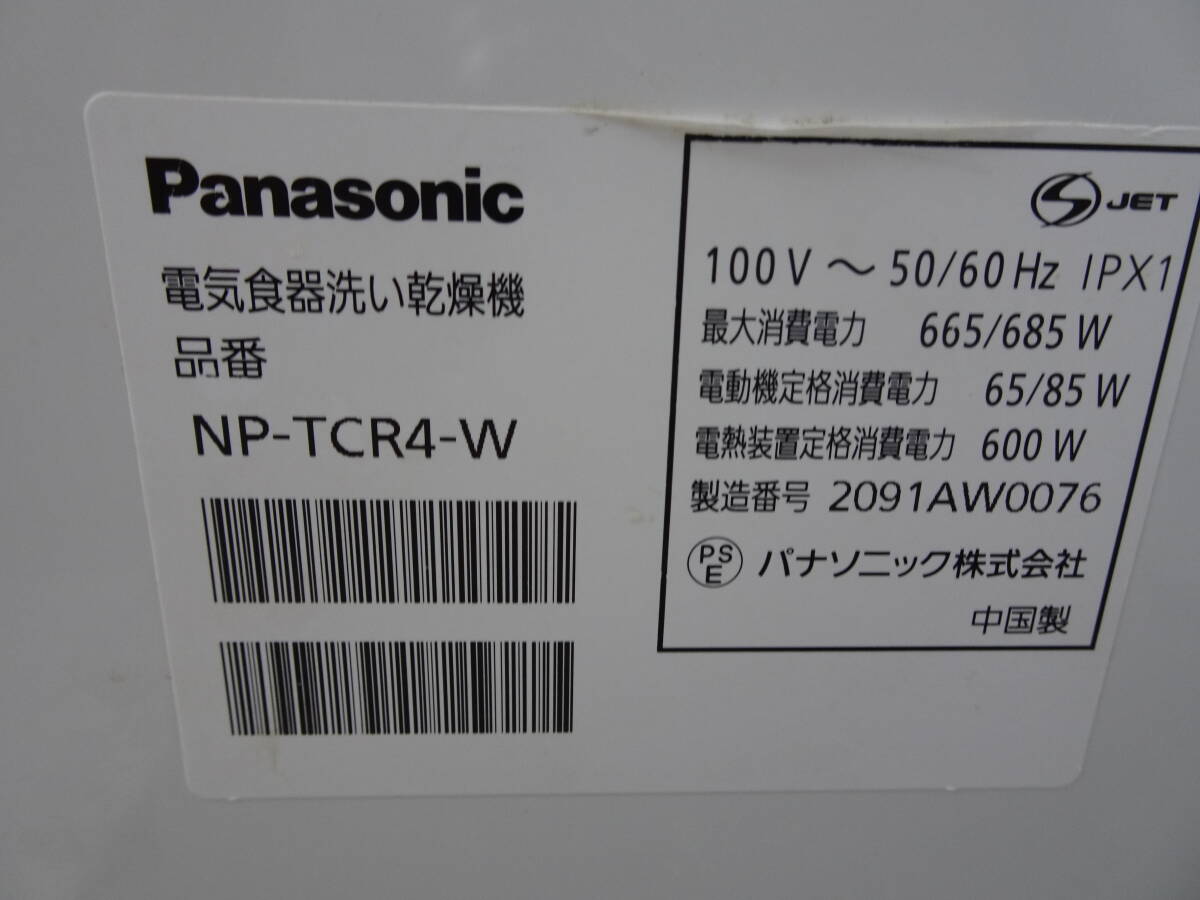 Panasonic
電気食器洗い乾燥機
品番
NP-TCR4-W
S JET
100V～50/60Hz IPX1
最大消費電力 665/685W
電動機定格消費電力 65/85W
電熱装置定格消費電力 600W
製造番号 2091AW0076
PS
E パナソニック株式会社
中国製